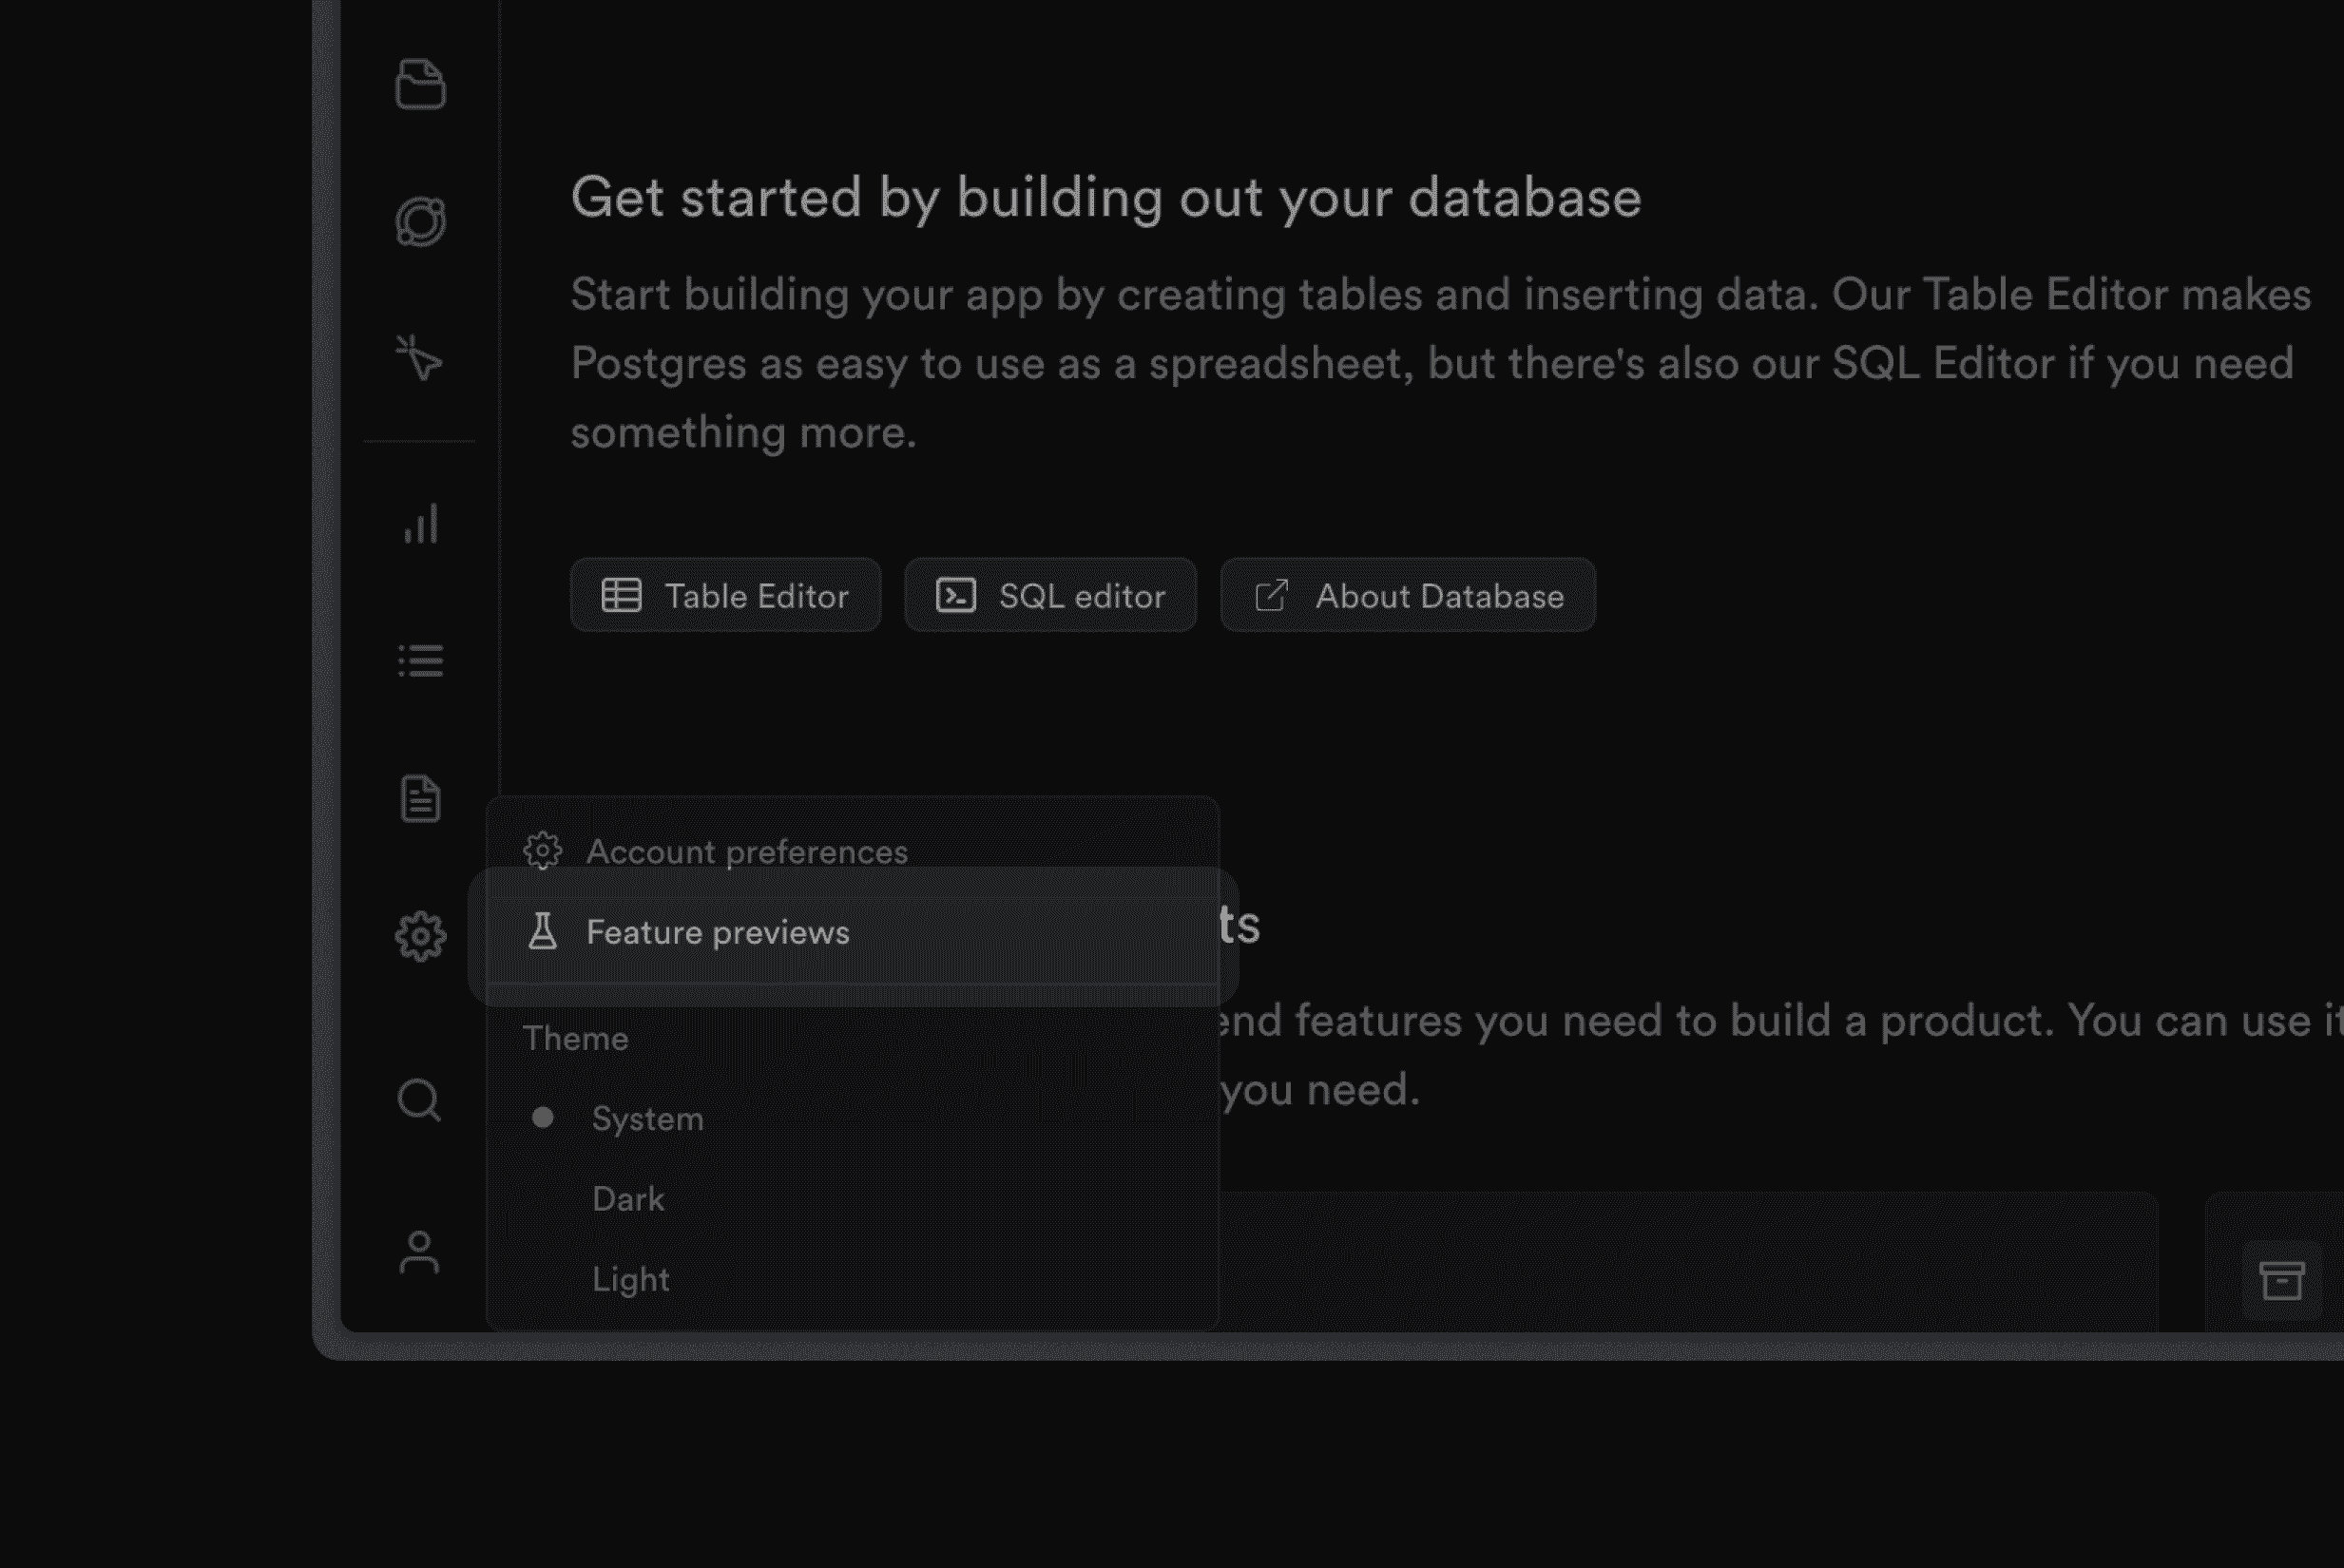 Get started by building out your database
Start building your app by creating tables and inserting data. Our Table Editor makes
Postgres as easy to use as a spreadsheet, but there's also our SQL Editor if you need
something more.
Table Editor
SQL editor
About Database
Account preferences
Feature previews
ts
Theme
end features you need to build a product. You can use it
System
you need.
Dark
Light